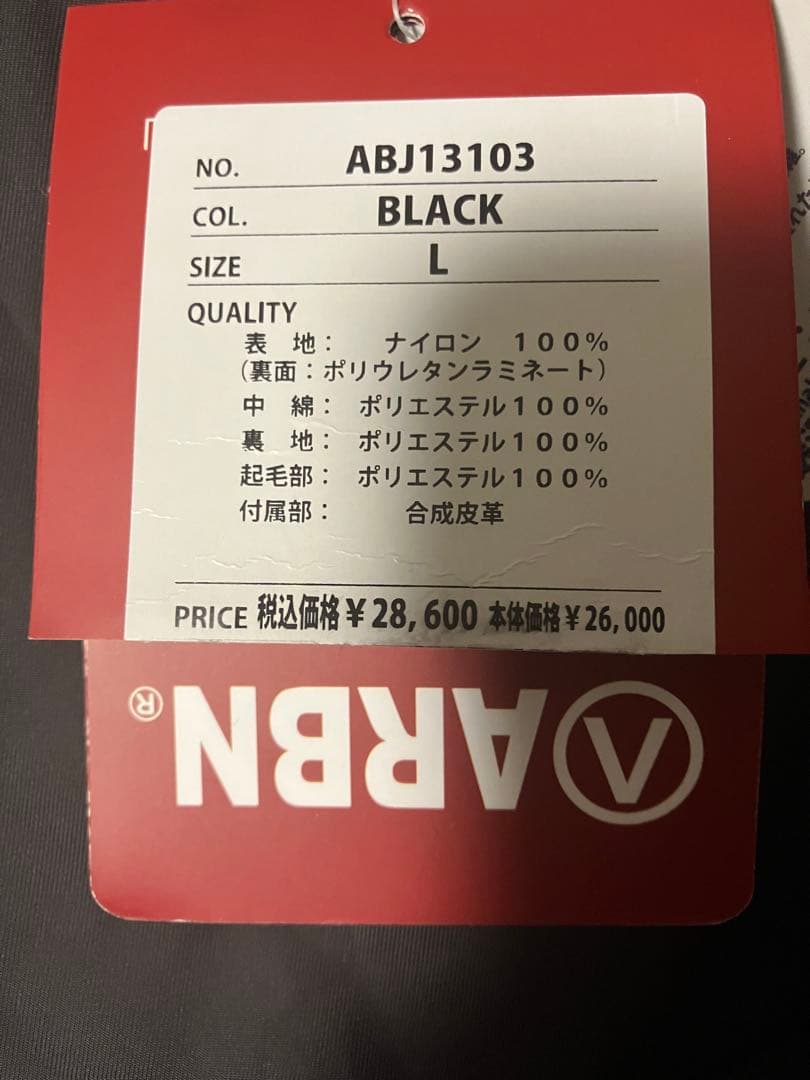 NO. ABJ13103
COL. BLACK
SIZE L
QUALITY
表 地： ナイロン １００％
（裏面：ポリウレタンラミネート）
中 綿： ポリエステル１００％
裏 地： ポリエステル１００％
起毛部： ポリエステル１００％
付属部： 合成皮革
PRICE 税込価格￥28,600 本体価格￥26,000
ARBN®